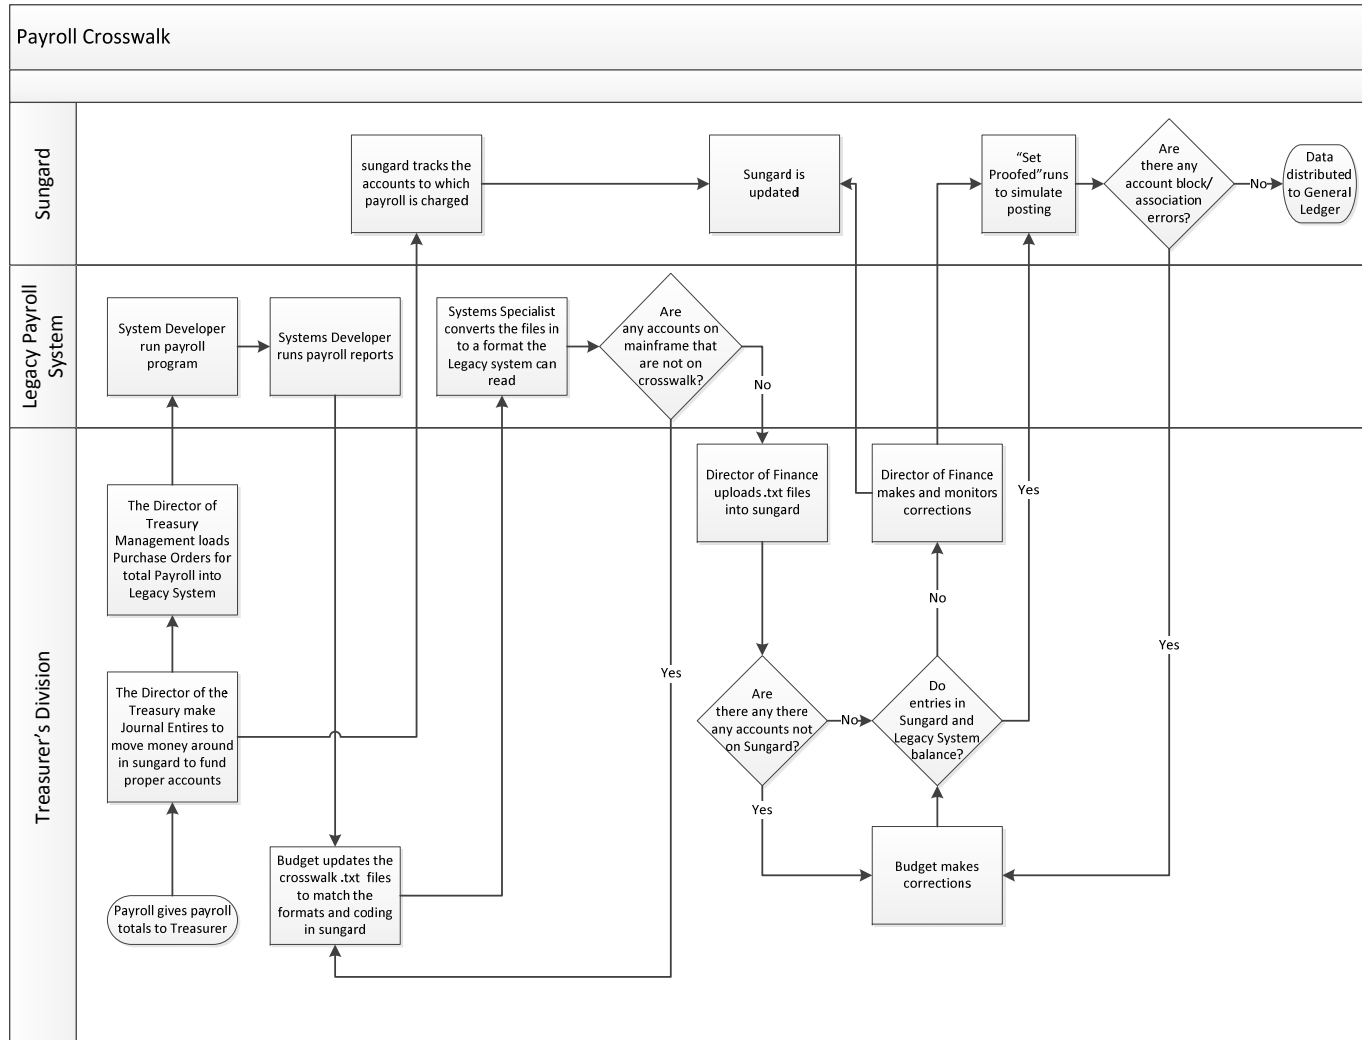 Payroll Crosswalk
Sungard
sungard tracks the
accounts to which
payroll is charged
Sungard is
updated
“Set
Proofed”runs
to simulate
posting
Are
there any
account block/
association
errors?
No
Data
distributed
to General
Ledger
Legacy Payroll
System
System Developer
run payroll
program
Systems Developer
runs payroll reports
Systems Specialist
converts the files in
to a format the
Legacy system can
read
Are
any accounts on
mainframe that
are not on
crosswalk?
No
Yes
Treasurer’s Division
The Director of
Treasury
Management loads
Purchase Orders for
total Payroll into
Legacy System
The Director of the
Treasury make
Journal Entires to
move money around
in sungard to fund
proper accounts
Payroll gives payroll
totals to Treasurer
Budget updates the
crosswalk .txt files
to match the
formats and coding
in sungard
Director of Finance
uploads .txt files
into sungard
Director of Finance
makes and monitors
corrections
Yes
No
Are
there any there
any accounts not
on Sungard?
No
Do
entries in
Sungard and
Legacy System
balance?
Yes
Yes
Budget makes
corrections